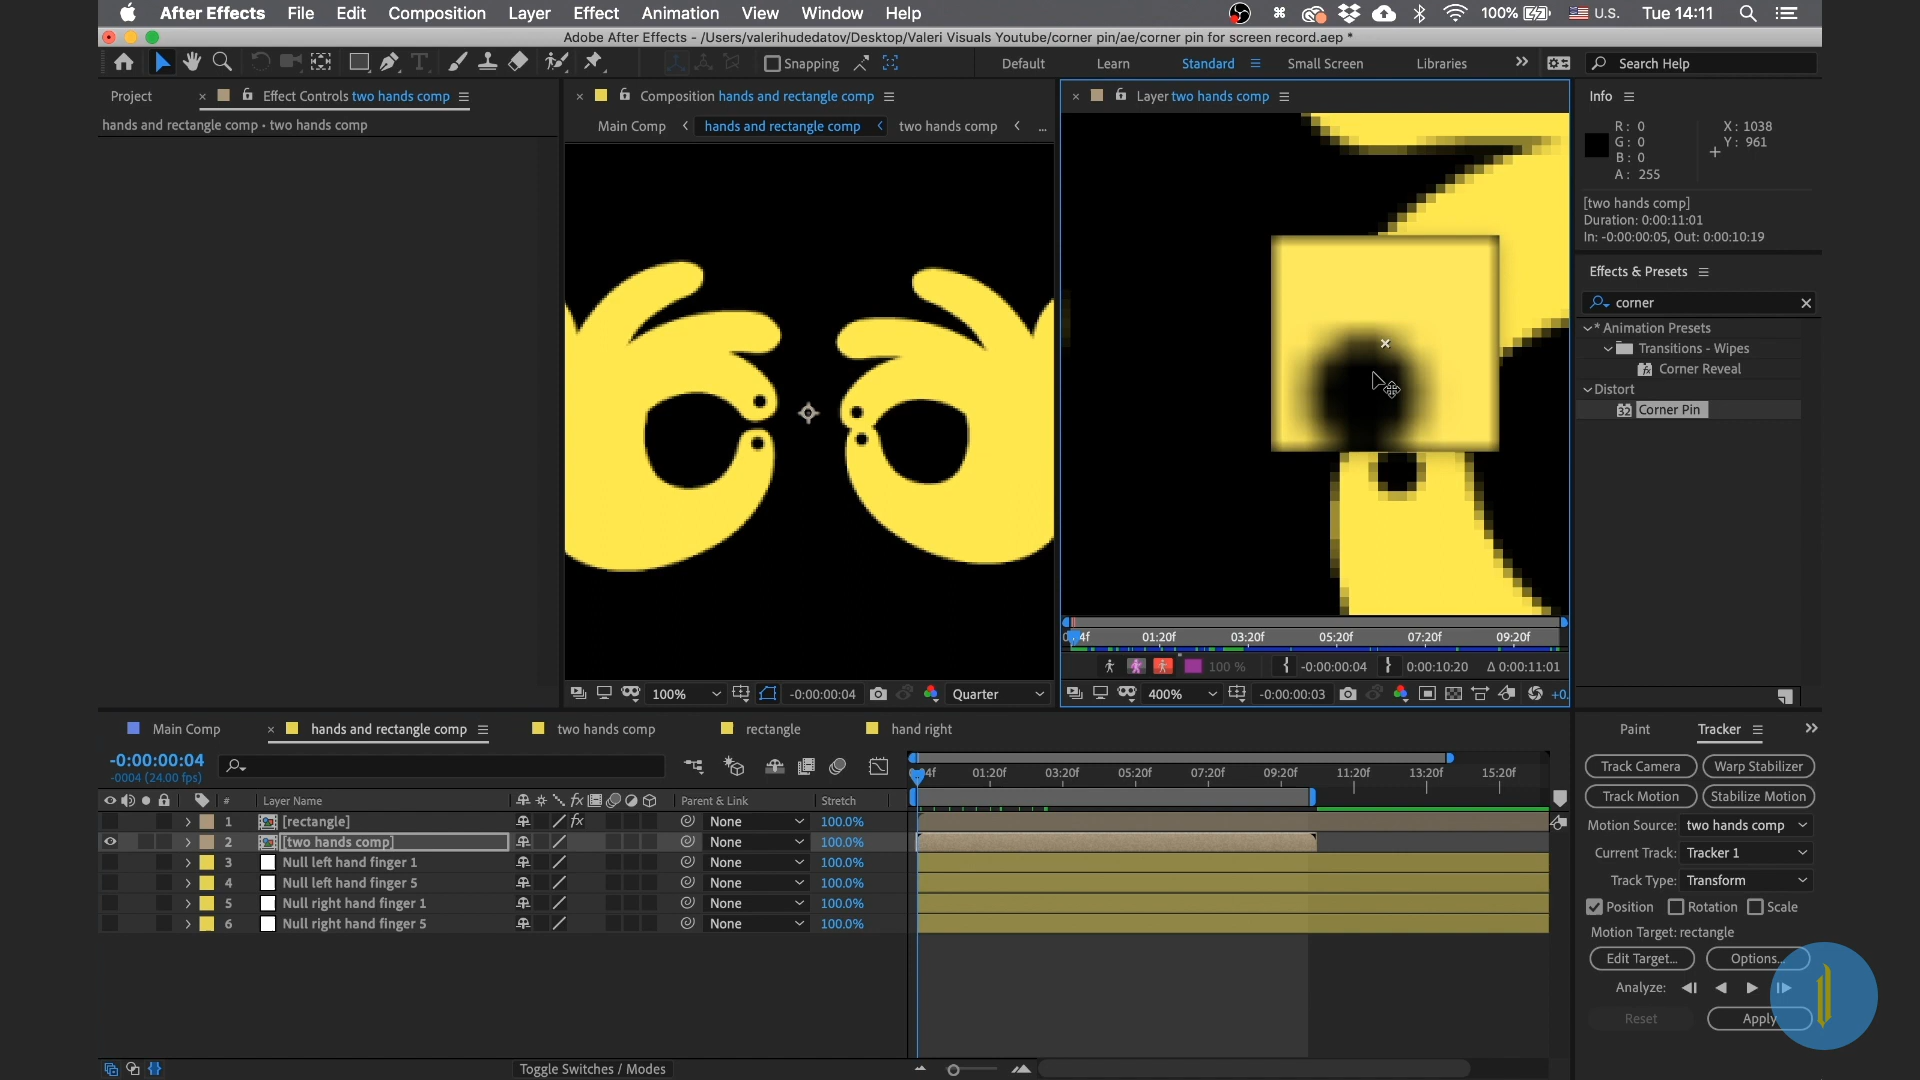 After Effects File Edit Composition Layer Effect Animation View Window Help 100% U.S. Tue 14:11
Adobe After Effects - /Users/valerihudedatov/Desktop/Valeri Visuals Youtube/corner pin/ae/corner pin for screen record.aep *
Snapping Default Learn Standard Small Screen Libraries Search Help
Project Effect Controls two hands comp
hands and rectangle comp • two hands comp
Composition hands and rectangle comp
Main Comp hands and rectangle comp two hands comp ...
Layer two hands comp
Info
R: 0 X: 1038
G: 0 Y: 961
B: 0
A: 255
[two hands comp]
Duration: 0:00:11:01
In: -0:00:00:05, Out: 0:00:10:19
Effects & Presets
corner
* Animation Presets
Transitions - Wipes
Corner Reveal
Distort
32 Corner Pin
4f 01:20f 03:20f 05:20f 07:20f 09:20f
100 % -0:00:00:04 0:00:10:20 Δ 0:00:11:01
100% -0:00:00:04 Quarter
400% -0:00:00:03 +0.
Main Comp hands and rectangle comp two hands comp rectangle hand right
-0:00:00:04
-0004 (24.00 fps)
4f 01:20f 03:20f 05:20f 07:20f 09:20f 11:20f 13:20f 15:20f
# Layer Name fx Parent & Link Stretch
1 [rectangle] fx None 100.0%
2 [two hands comp] None 100.0%
3 Null left hand finger 1 None 100.0%
4 Null left hand finger 5 None 100.0%
5 Null right hand finger 1 None 100.0%
6 Null right hand finger 5 None 100.0%
Toggle Switches / Modes
Paint Tracker
Track Camera Warp Stabilizer
Track Motion Stabilize Motion
Motion Source: two hands comp
Current Track: Tracker 1
Track Type: Transform
Position Rotation Scale
Motion Target: rectangle
Edit Target... Options...
Analyze:
Reset Apply